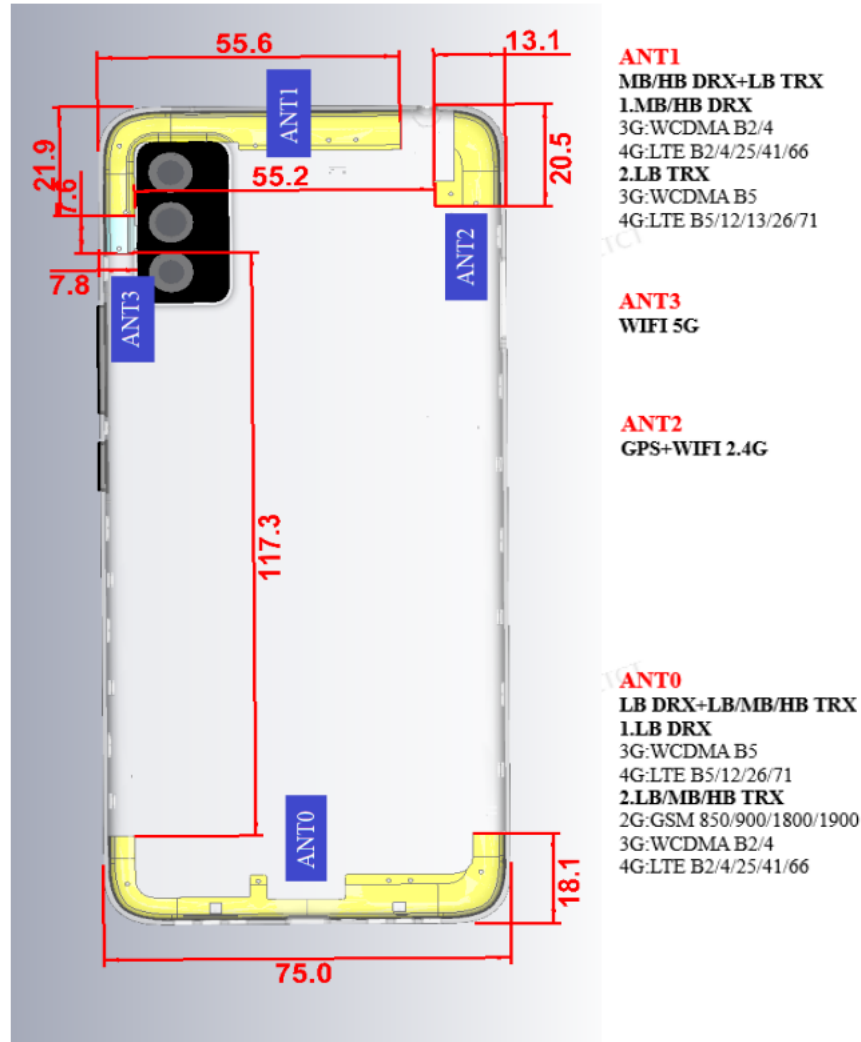 55.6
13.1
ANT1
21.9
20.5
55.2
7.6
ANT2
7.8
ANT3
117.3
ANT0
18.1
75.0
ANT1
MB/HB DRX+LB TRX
1.MB/HB DRX
3G:WCDMA B2/4
4G:LTE B2/4/25/41/66
2.LB TRX
3G:WCDMA B5
4G:LTE B5/12/13/26/71
TCT
ANT3
WIFI 5G
ANT2
GPS+WIFI 2.4G
TCT
ANT0
LB DRX+LB/MB/HB TRX
1.LB DRX
3G:WCDMA B5
4G:LTE B5/12/26/71
2.LB/MB/HB TRX
2G:GSM 850/900/1800/1900
3G:WCDMA B2/4
4G:LTE B2/4/25/41/66